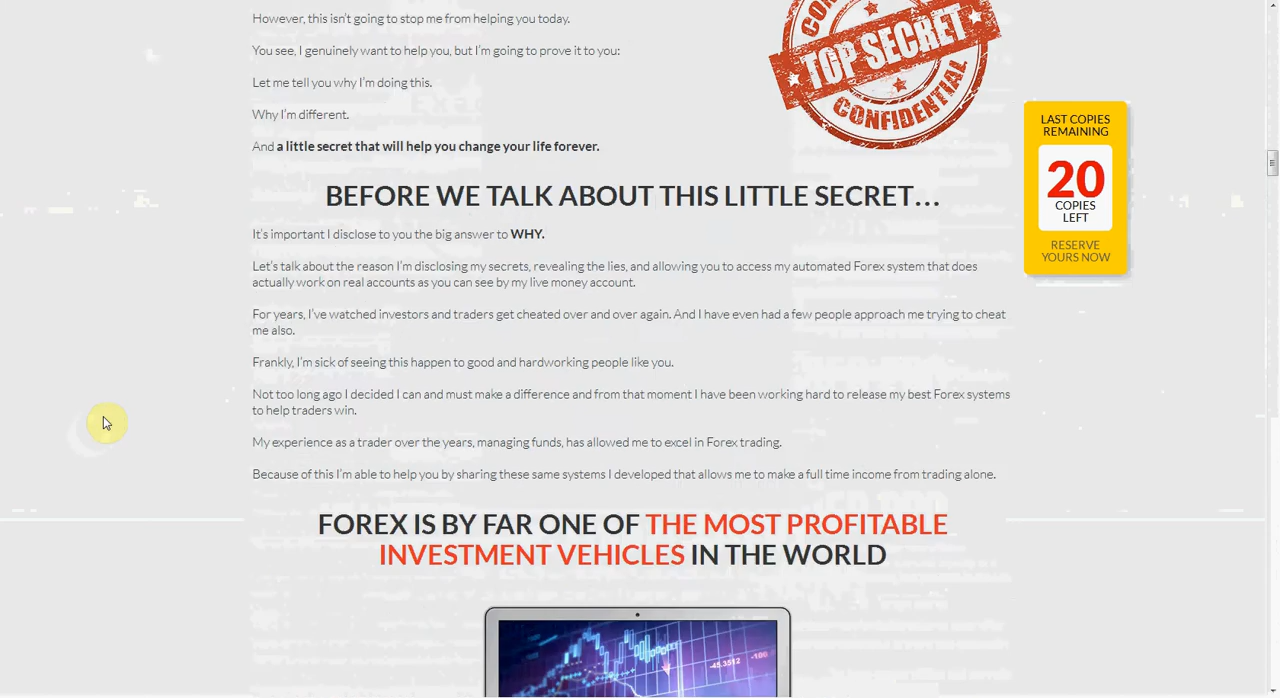 However, this isn't going to stop me from helping you today.
You see, I genuinely want to help you, but I'm going to prove it to you:
Let me tell you why I'm doing this.
Why I'm different.
And a little secret that will help you change your life forever.
TOP SECRET
CONFIDENTIAL
LAST COPIES
REMAINING
20
COPIES
LEFT
RESERVE
YOURS NOW
BEFORE WE TALK ABOUT THIS LITTLE SECRET...
It's important I disclose to you the big answer to WHY.
Let's talk about the reason I'm disclosing my secrets, revealing the lies, and allowing you to access my automated Forex system that does
actually work on real accounts as you can see by my live money account.
For years, I've watched investors and traders get cheated over and over again. And I have even had a few people approach me trying to cheat
me also.
Frankly, I'm sick of seeing this happen to good and hardworking people like you.
Not too long ago I decided I can and must make a difference and from that moment I have been working hard to release my best Forex systems
to help traders win.
My experience as a trader over the years, managing funds, has allowed me to excel in Forex trading.
Because of this I'm able to help you by sharing these same systems I developed that allows me to make a full time income from trading alone.
FOREX IS BY FAR ONE OF THE MOST PROFITABLE
INVESTMENT VEHICLES IN THE WORLD
-45.3512 -100